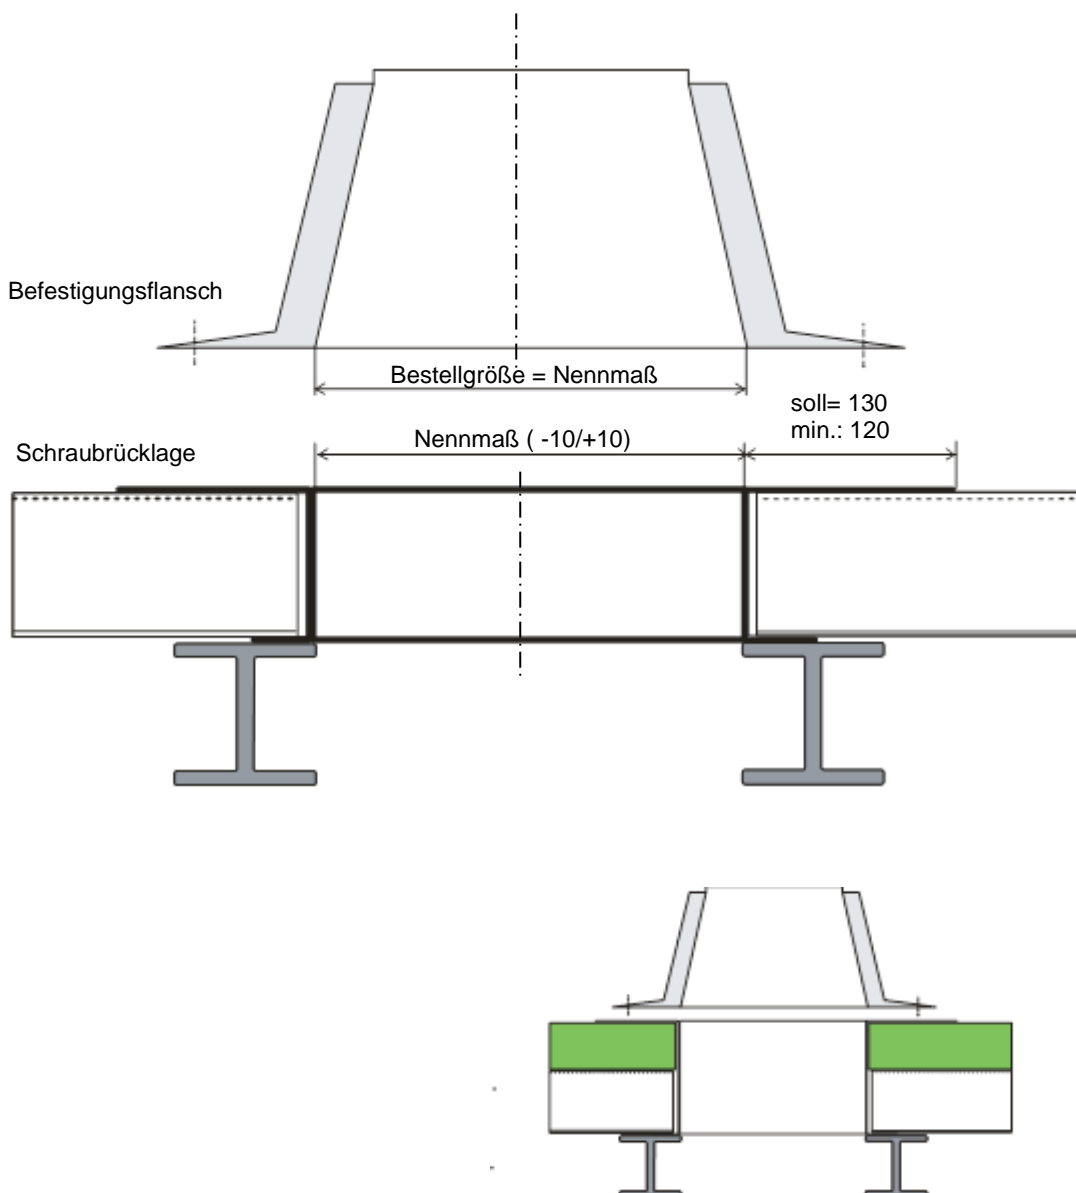 Befestigungsflansch
Bestellgröße = Nennmaß
soll= 130
min.: 120
Nennmaß ( -10/+10)
Schraubrücklage